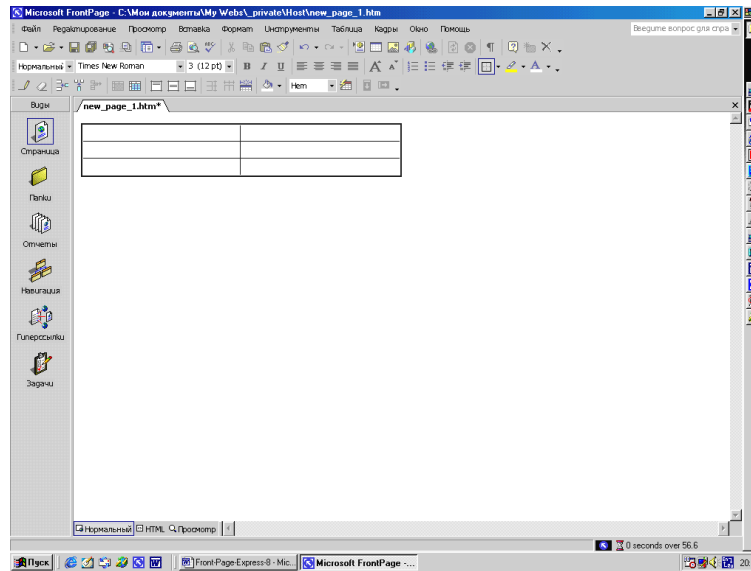 Microsoft FrontPage - C:\Мои документы\My Webs\_private\Host\new_page_1.htm
Файл Редактирование Просмотр Вставка Формат Инструменты Таблица Кадры Окно Помощь Введите вопрос для спра
Нормальный Times New Roman 3 (12 pt)
Нет
Виды new_page_1.htm*
Страница
Папки
Отчеты
Навигация
Гиперссылки
Задачи
Нормальный HTML Просмотр
0 seconds over 56.6
Пуск Front-Page-Express-8 - Mic... Microsoft FrontPage -... 20